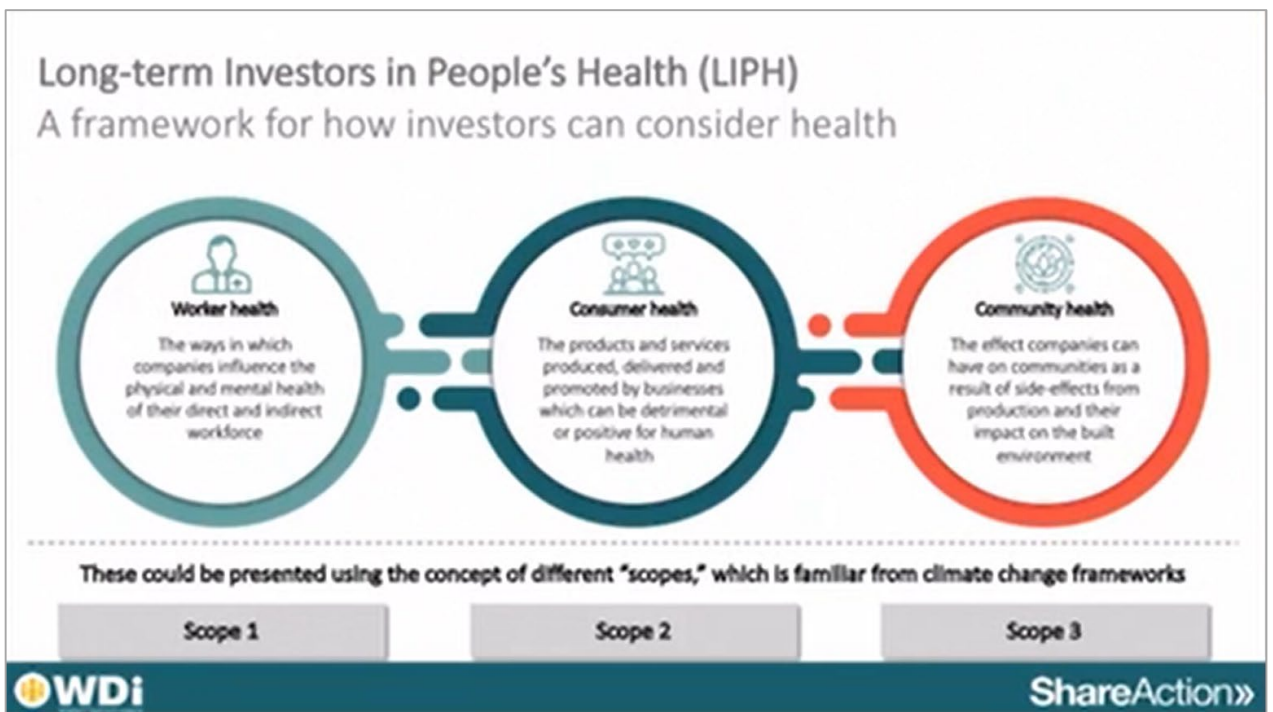 Long-term Investors in People's Health (LIPH)
A framework for how investors can consider health
Worker health
The ways in which
companies influence the
physical and mental health
of their direct and indirect
workforce
Consumer health
The products and services
produced, delivered and
promoted by businesses
which can be detrimental
or positive for human
health
Community health
The effect companies can
have on communities as a
result of side-effects from
production and their
impact on the built
environment
These could be presented using the concept of different "scopes," which is familiar from climate change frameworks
Scope 1
Scope 2
Scope 3
WDi
ShareAction»